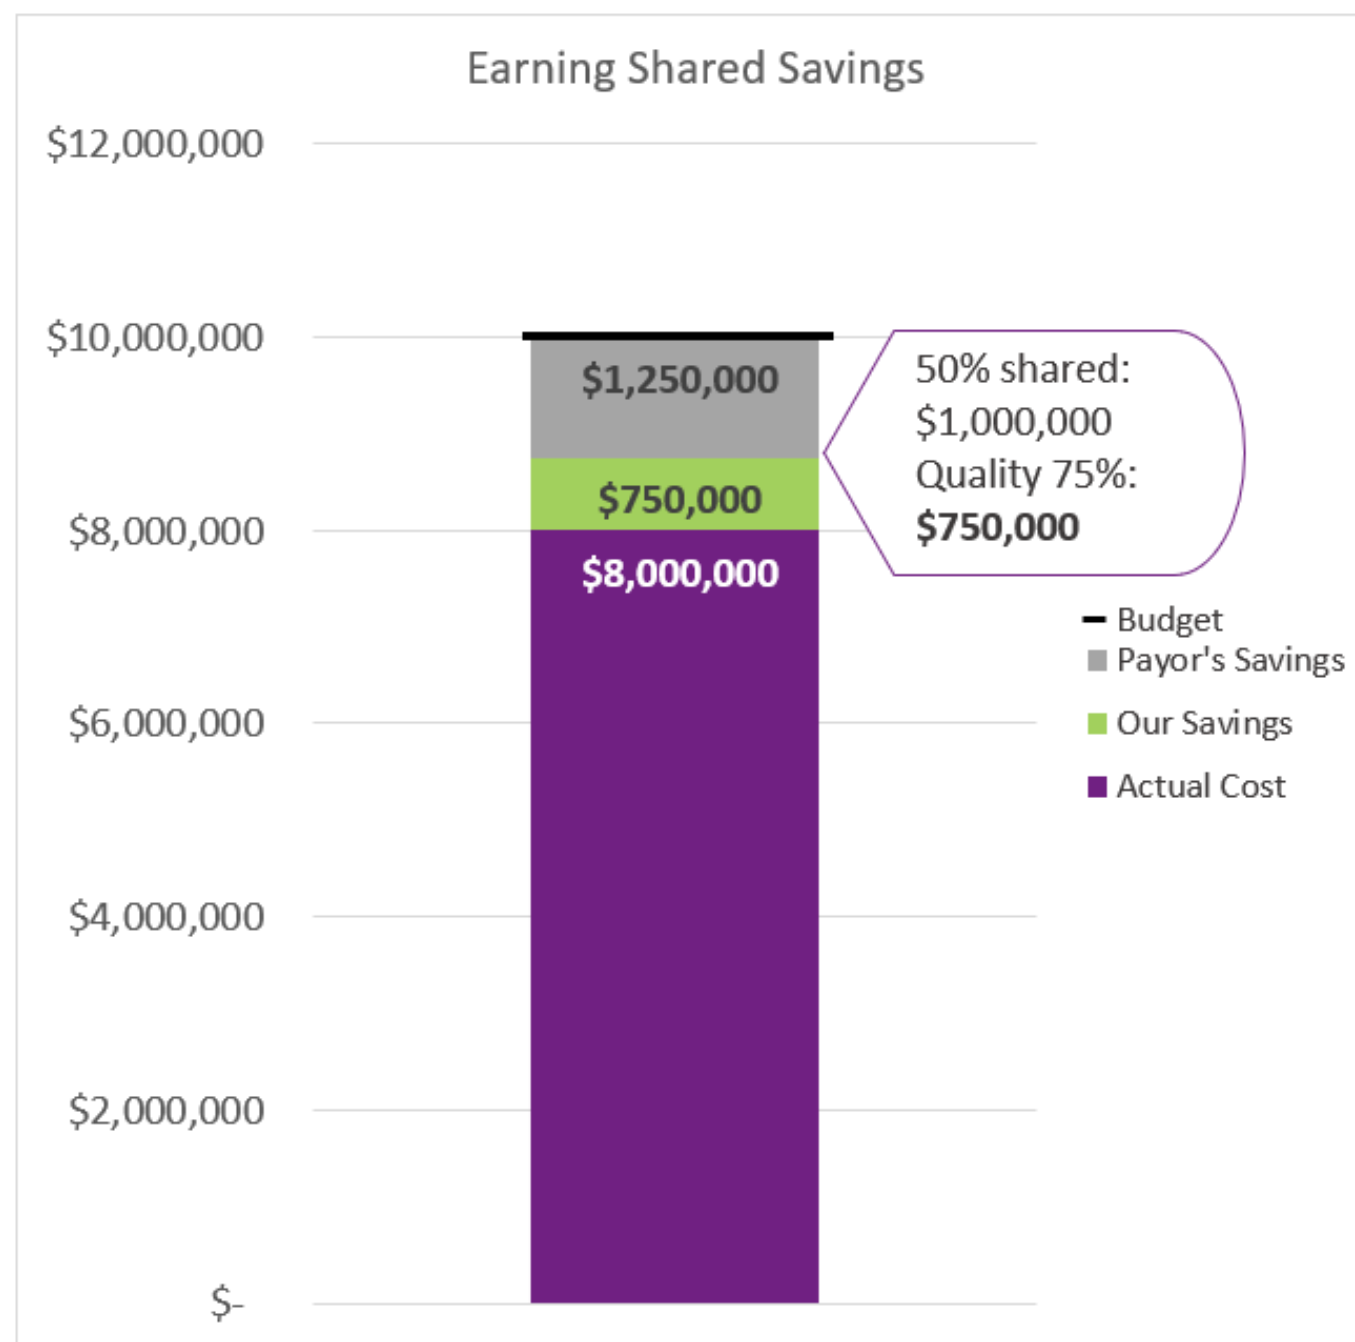 Earning Shared Savings
$12,000,000
$10,000,000
$8,000,000
$6,000,000
$4,000,000
$2,000,000
$-
$1,250,000
$750,000
$8,000,000
50% shared:
$1,000,000
Quality 75%:
$750,000
Budget
Payor's Savings
Our Savings
Actual Cost